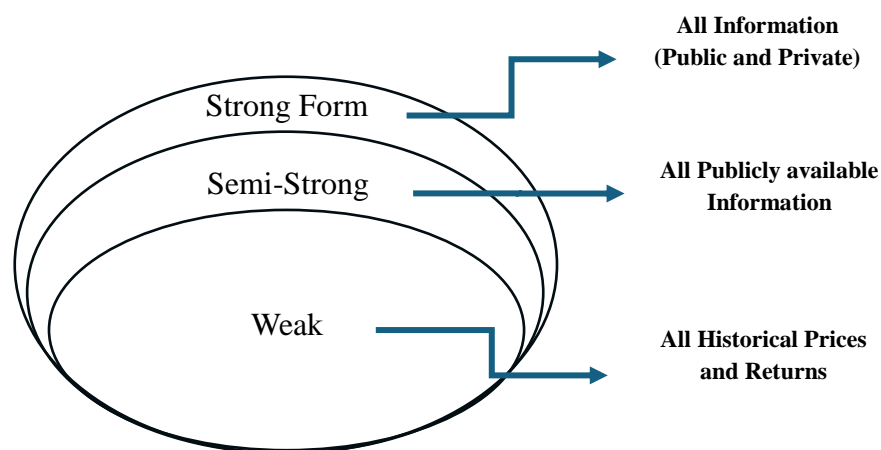 All Information
(Public and Private)
Strong Form
Semi-Strong
All Publicly available
Information
Weak
All Historical Prices
and Returns